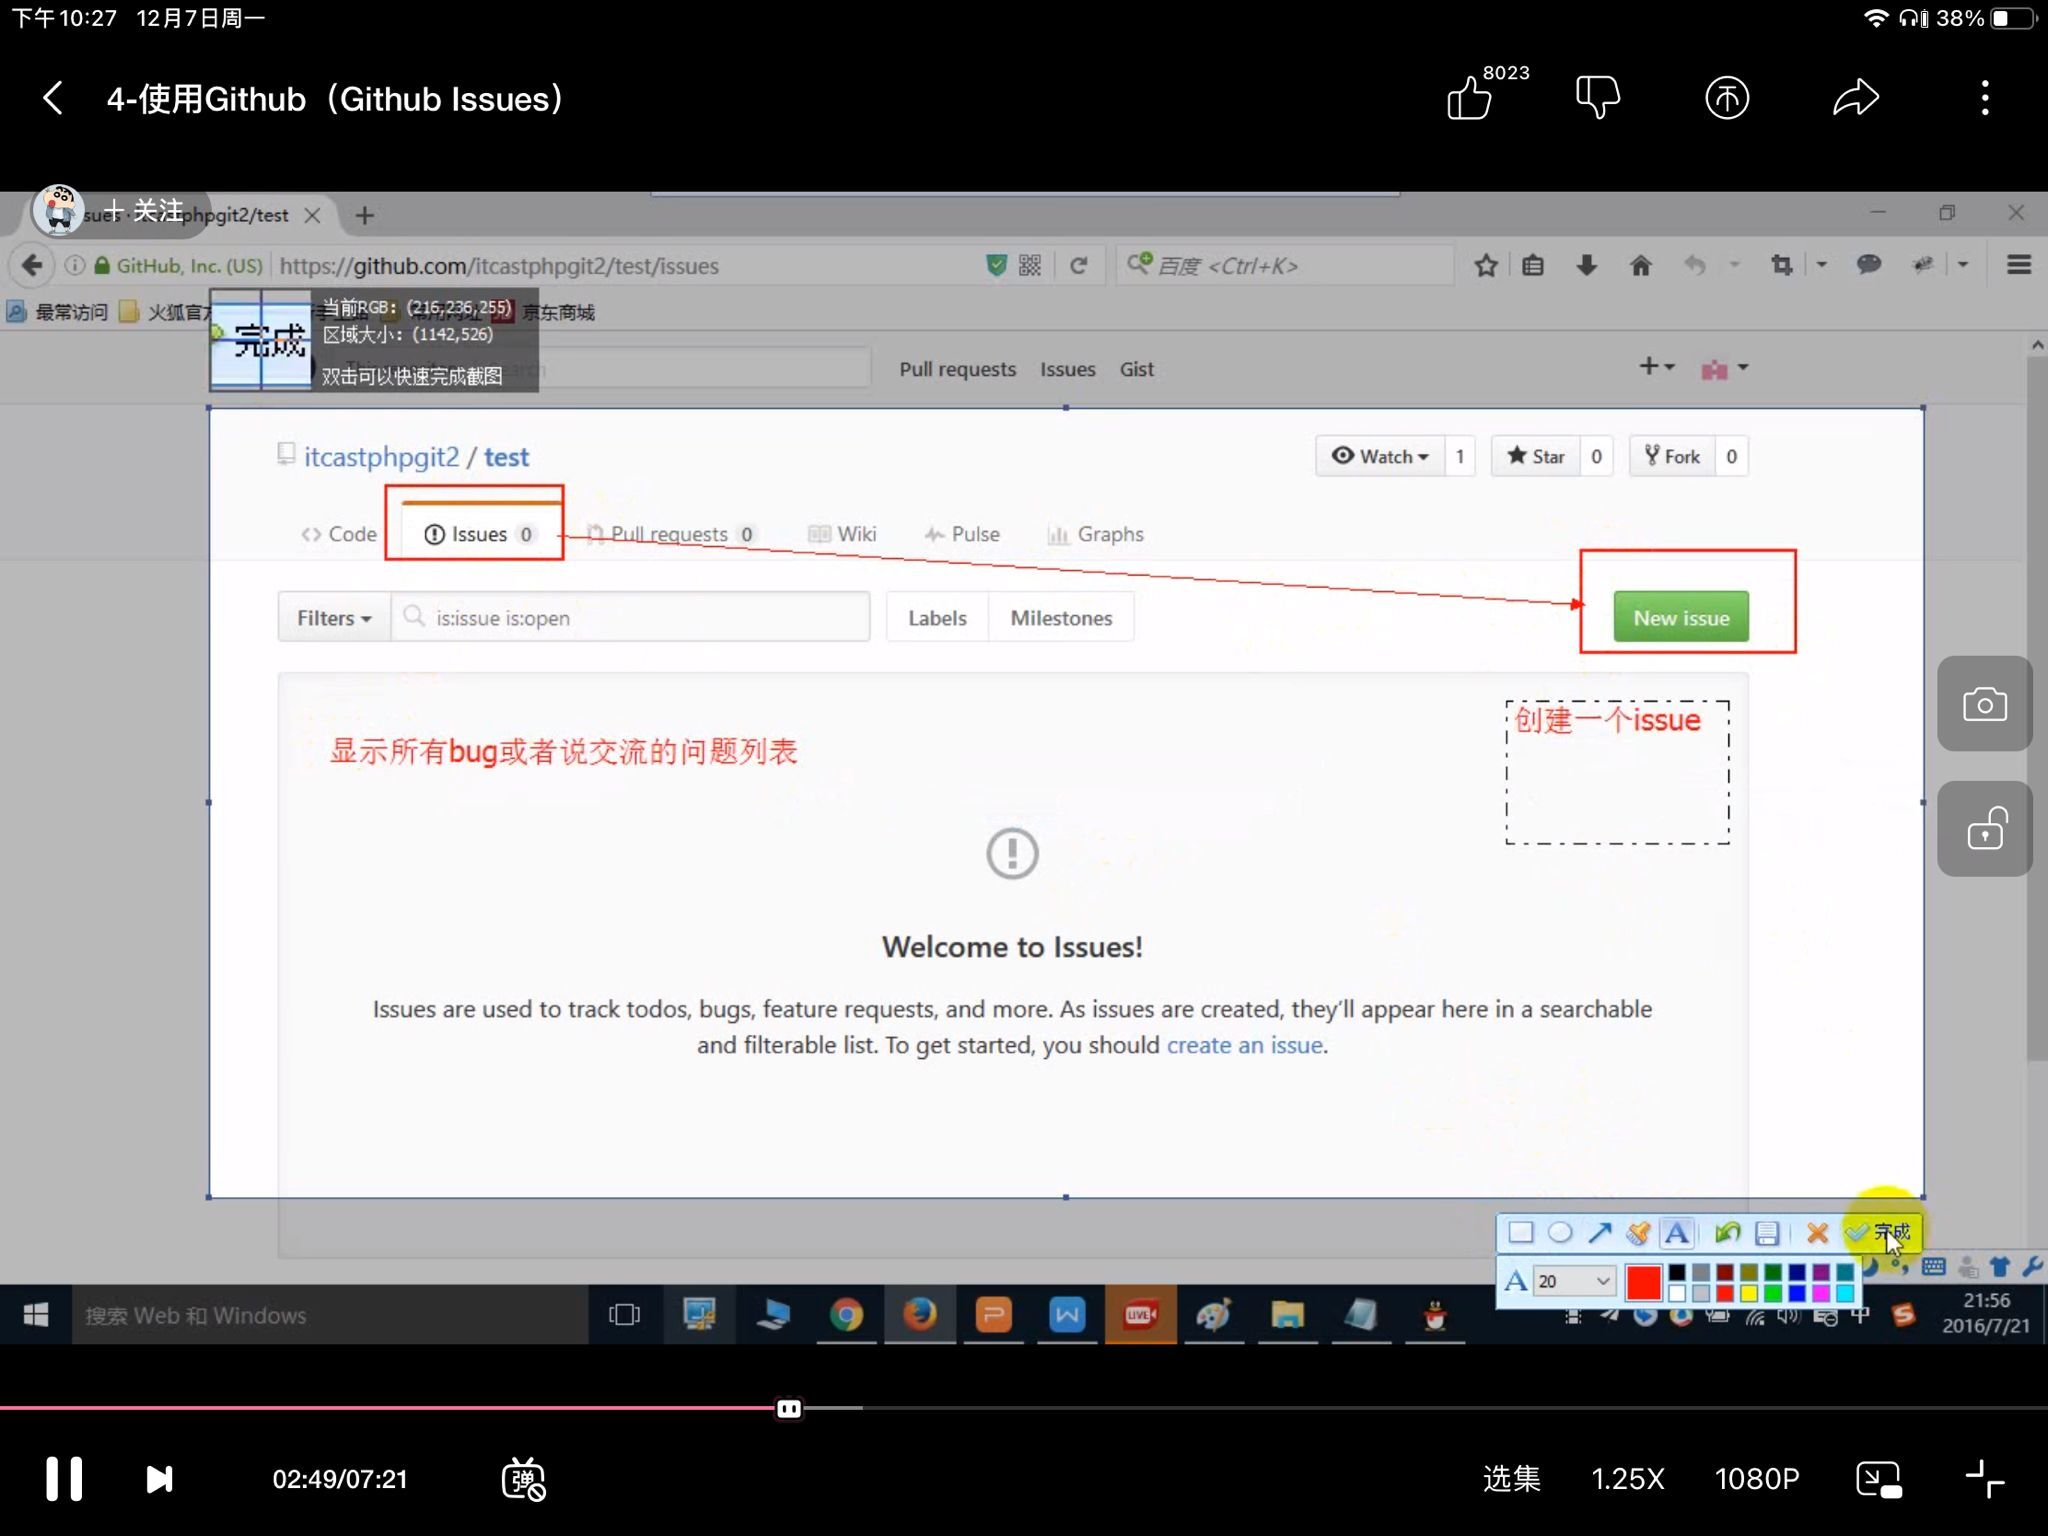 下午10:27 12月7日周一
38%
4-使用Github（Github Issues）
8023
+ 关注
phpgit2/test
GitHub, Inc. (US) https://github.com/itcastphpgit2/test/issues
百度 <Ctrl+K>
最常访问
火狐官
京东商城
完成
当前RGB：(216,236,255)
区域大小：(1142,526)
双击可以快速完成截图
Pull requests Issues Gist
itcastphpgit2 / test
Watch 1 Star 0 Fork 0
Code Issues 0 Pull requests 0 Wiki Pulse Graphs
Filters is:issue is:open Labels Milestones New issue
创建一个issue
显示所有bug或者说交流的问题列表
Welcome to Issues!
Issues are used to track todos, bugs, feature requests, and more. As issues are created, they'll appear here in a searchable
and filterable list. To get started, you should create an issue.
完成
A
A 20
搜索 Web 和 Windows
LIVE
中
21:56
2016/7/21
02:49/07:21
弹
选集 1.25X 1080P